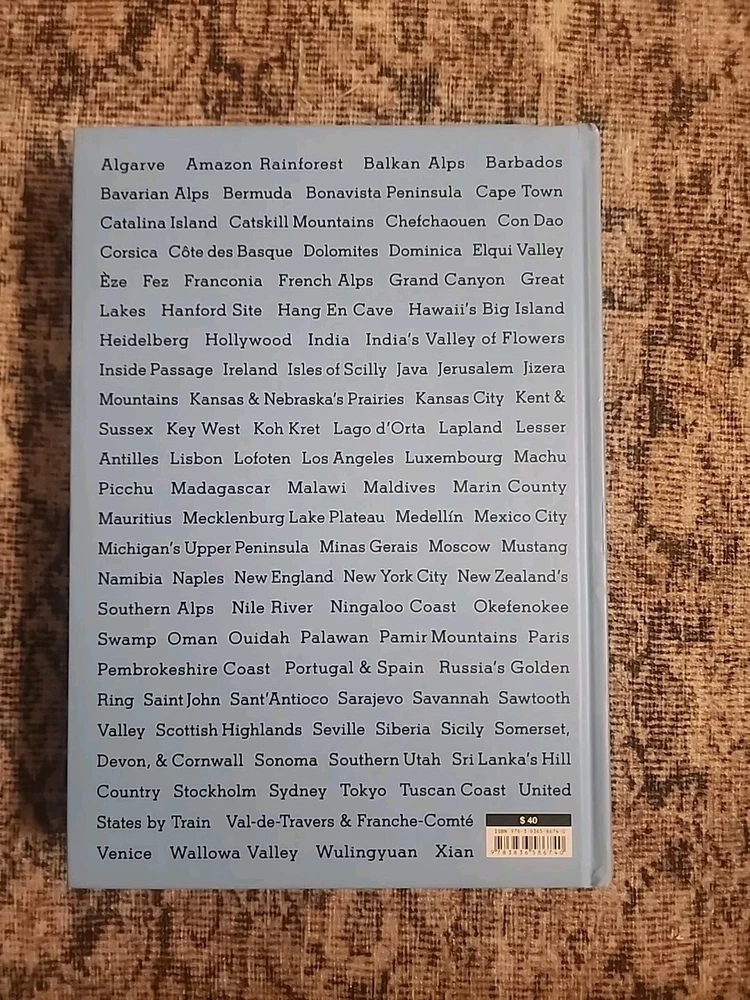 Algarve Amazon Rainforest Balkan Alps Barbados
Bavarian Alps Bermuda Bonavista Peninsula Cape Town
Catalina Island Catskill Mountains Chefchaouen Con Dao
Corsica Côte des Basque Dolomites Dominica Elqui Valley
Èze Fez Franconia French Alps Grand Canyon Great
Lakes Hanford Site Hang En Cave Hawaii's Big Island
Heidelberg Hollywood India India's Valley of Flowers
Inside Passage Ireland Isles of Scilly Java Jerusalem Jizera
Mountains Kansas & Nebraska's Prairies Kansas City Kent &
Sussex Key West Koh Kret Lago d'Orta Lapland Lesser
Antilles Lisbon Lofoten Los Angeles Luxembourg Machu
Picchu Madagascar Malawi Maldives Marin County
Mauritius Mecklenburg Lake Plateau Medellín Mexico City
Michigan's Upper Peninsula Minas Gerais Moscow Mustang
Namibia Naples New England New York City New Zealand's
Southern Alps Nile River Ningaloo Coast Okefenokee
Swamp Oman Ouidah Palawan Pamir Mountains Paris
Pembrokeshire Coast Portugal & Spain Russia's Golden
Ring Saint John Sant'Antioco Sarajevo Savannah Sawtooth
Valley Scottish Highlands Seville Siberia Sicily Somerset,
Devon, & Cornwall Sonoma Southern Utah Sri Lanka's Hill
Country Stockholm Sydney Tokyo Tuscan Coast United
States by Train Val-de-Travers & Franche-Comté
Venice Wallowa Valley Wulingyuan Xian
$ 40
ISBN 978-3-8365-8674-0
9783836586740